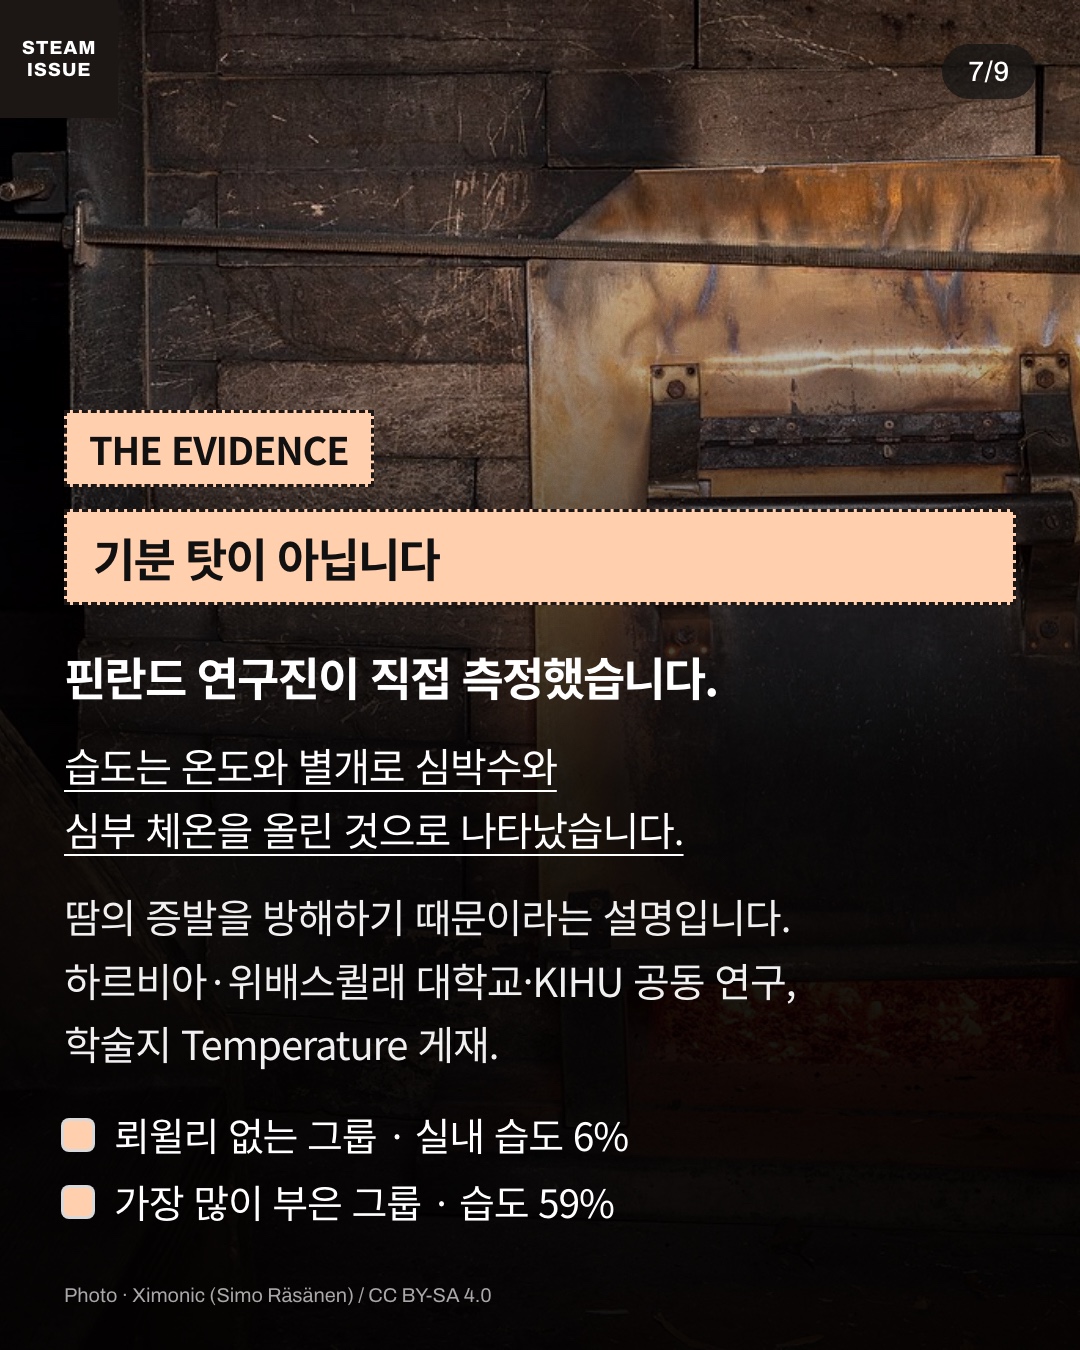 STEAM
ISSUE
7/9
THE EVIDENCE
기분 탓이 아닙니다
핀란드 연구진이 직접 측정했습니다.
습도는 온도와 별개로 심박수와
심부 체온을 올린 것으로 나타났습니다.
땀의 증발을 방해하기 때문이라는 설명입니다.
하르비아·위배스퀼래 대학교·KIHU 공동 연구,
학술지 Temperature 게재.
뢰윌리 없는 그룹 · 실내 습도 6%
가장 많이 부은 그룹 · 습도 59%
Photo · Ximonic (Simo Räsänen) / CC BY-SA 4.0